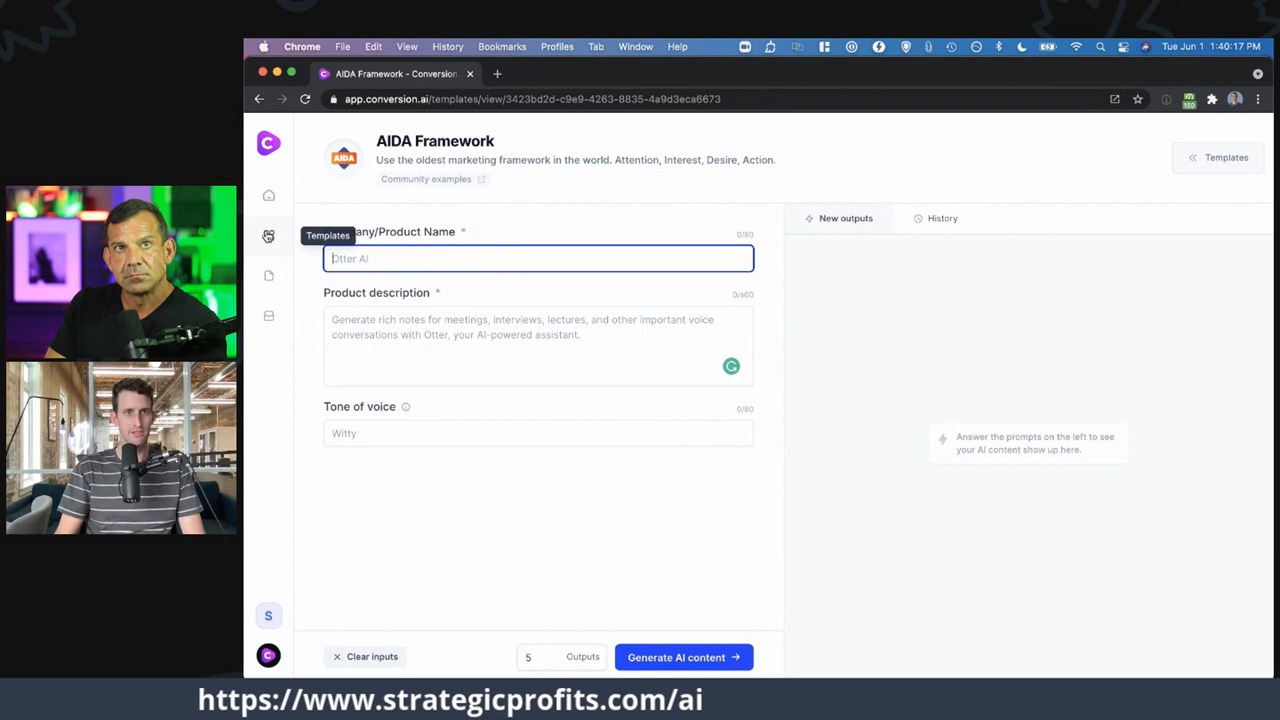 Chrome File Edit View History Bookmarks Profiles Tab Window Help Tue Jun 1 1:40:17 PM
AIDA Framework - Conversion.
app.conversion.ai/templates/view/3423bd2d-c9e9-4263-8835-4a9d3eca6673
150
C
AIDA
AIDA Framework
Use the oldest marketing framework in the world. Attention, Interest, Desire, Action.
Community examples
Templates
Templates
any/Product Name *
0/80
Otter AI
Product description *
0/600
Generate rich notes for meetings, interviews, lectures, and other important voice
conversations with Otter, your AI-powered assistant.
Tone of voice
0/80
Witty
New outputs
History
Answer the prompts on the left to see
your AI content show up here.
S
C
Clear inputs
5 Outputs
Generate AI content
https://www.strategicprofits.com/ai